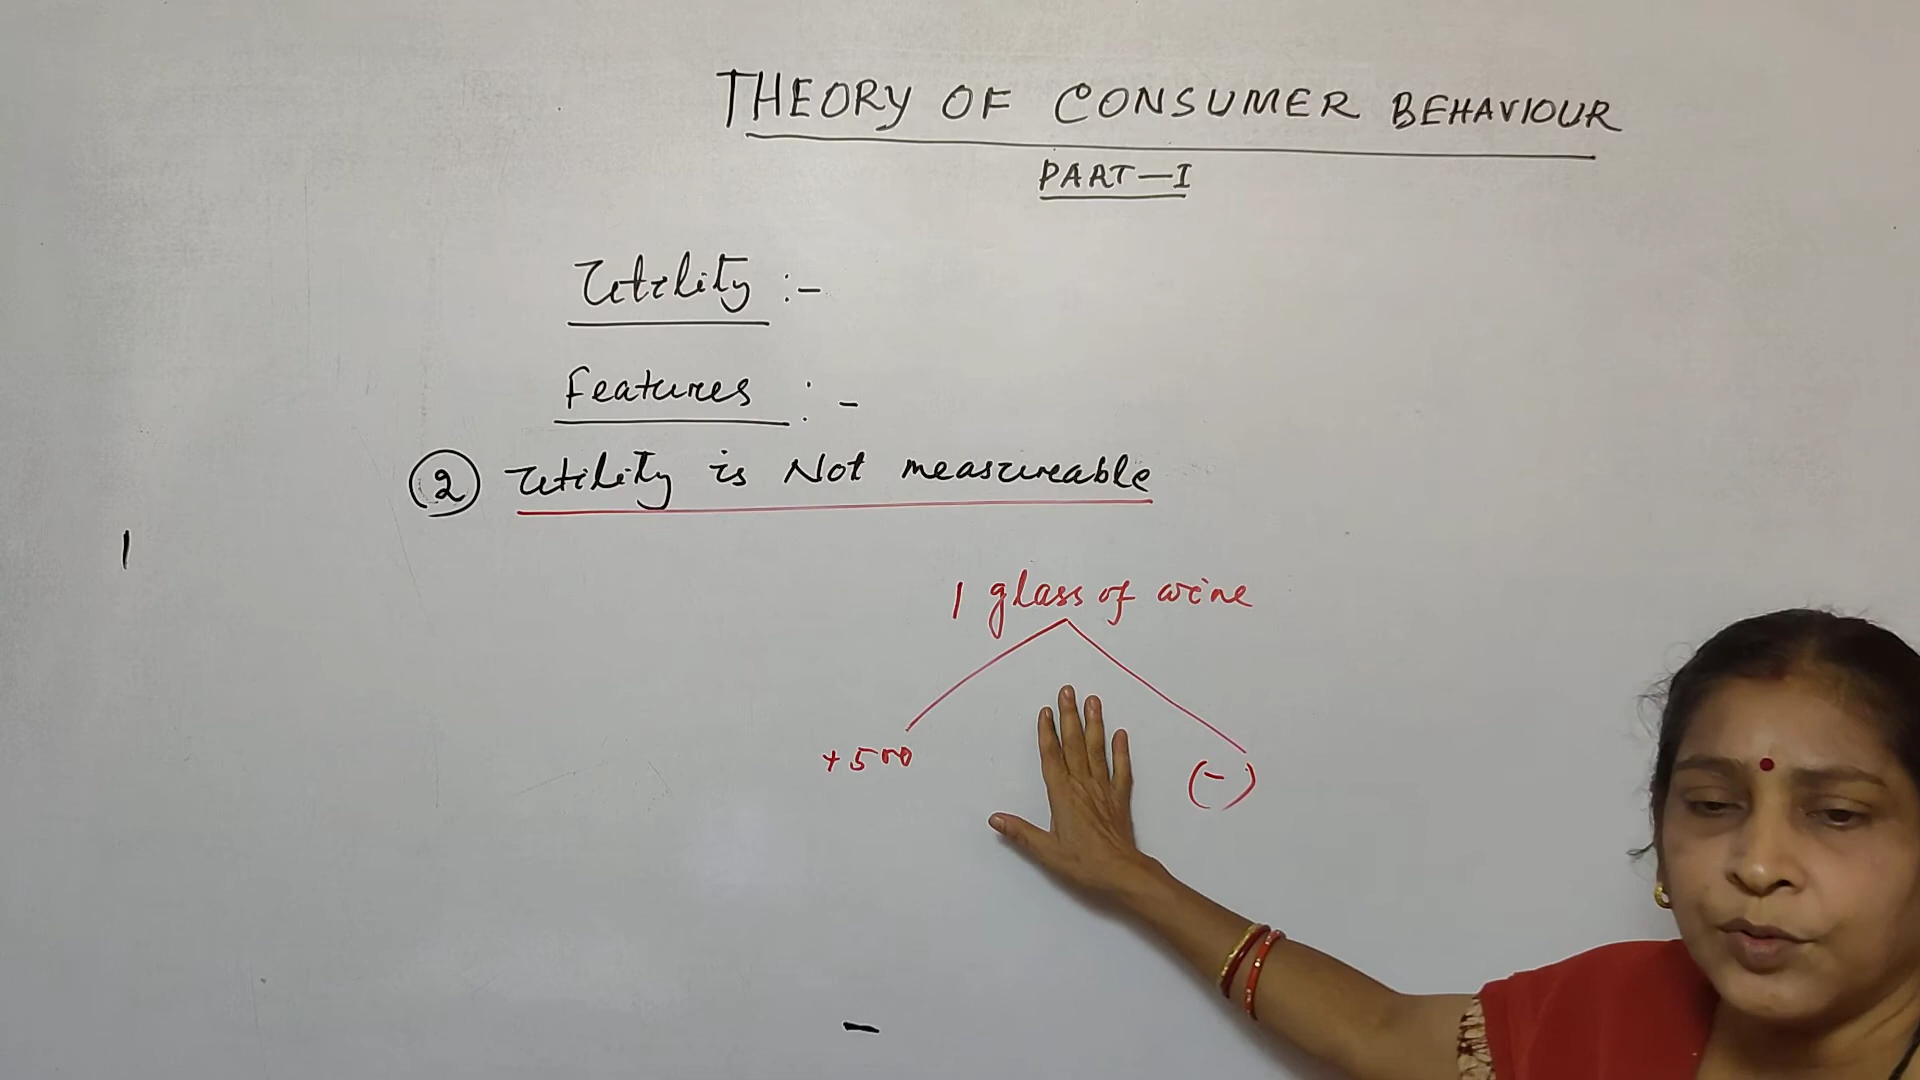 THEORY OF CONSUMER BEHAVIOUR
PART-I
Utility :-
Features :-
② Utility is Not measureable
1 glass of wine
+500
(-)